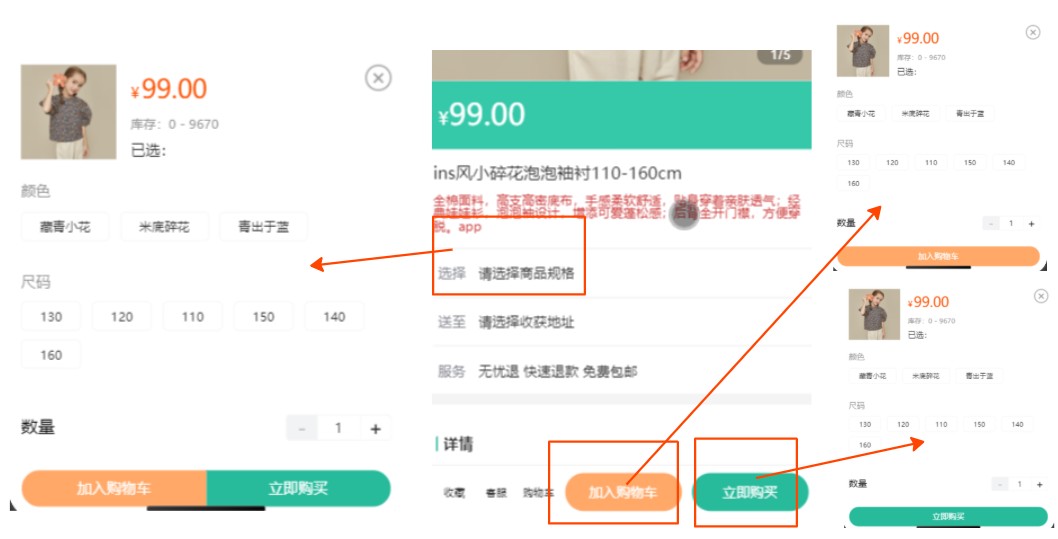 ¥99.00
库存：0 - 9670
已选：
颜色
藏青小花 米底碎花 青出于蓝
尺码
130 120 110 150 140
160
数量 - 1 +
加入购物车 立即购买
1/5
¥99.00
ins风小碎花泡泡袖衬110-160cm
全棉面料，高支高密底布，手感柔软舒适，贴身穿着亲肤透气；经
典娃娃衫，泡泡袖设计，增添可爱蓬松感；后背全开门襟，方便穿
脱。app
选择 请选择商品规格
送至 请选择收获地址
服务 无忧退 快速退款 免费包邮
详情
收藏 客服 购物车 加入购物车 立即购买
¥99.00
库存：0 - 9670
已选：
颜色
藏青小花 米底碎花 青出于蓝
尺码
130 120 110 150 140
160
数量 - 1 +
加入购物车
¥99.00
库存：0 - 9670
已选：
颜色
藏青小花 米底碎花 青出于蓝
尺码
130 120 110 150 140
160
数量 - 1 +
立即购买